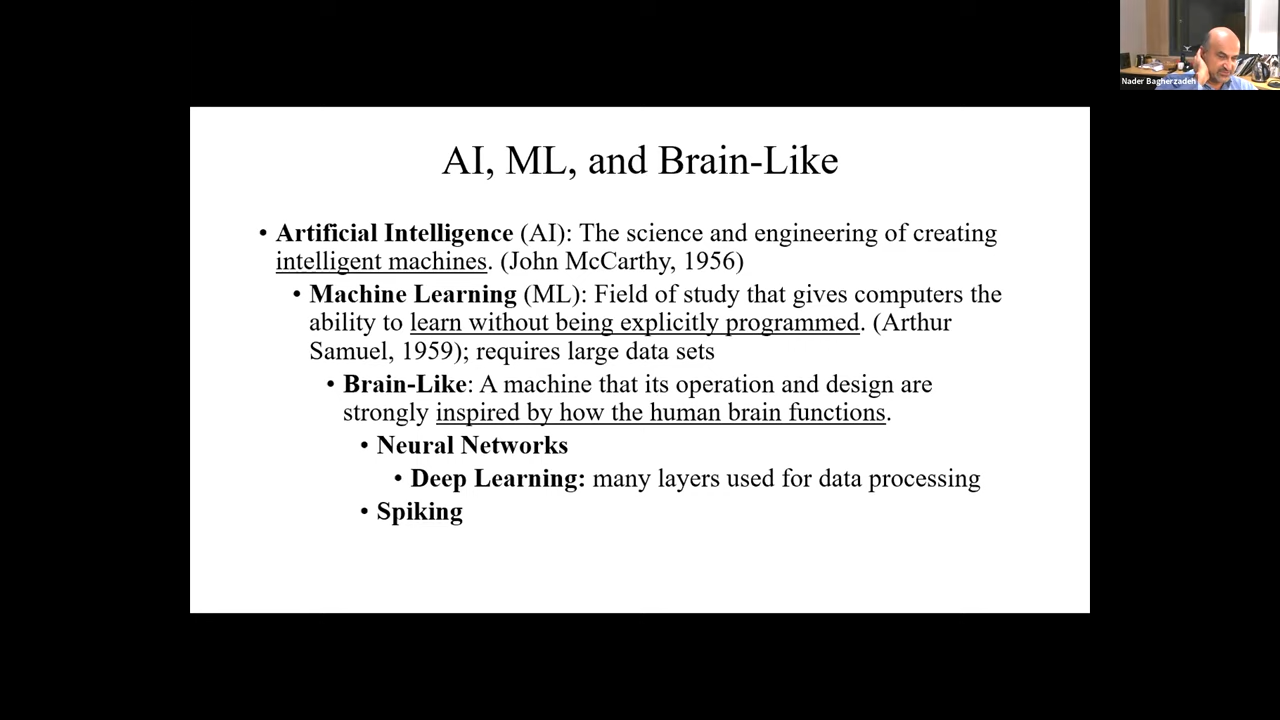 Nader Bagherzadeh
AI, ML, and Brain-Like
• Artificial Intelligence (AI): The science and engineering of creating
intelligent machines. (John McCarthy, 1956)
• Machine Learning (ML): Field of study that gives computers the
ability to learn without being explicitly programmed. (Arthur
Samuel, 1959); requires large data sets
• Brain-Like: A machine that its operation and design are
strongly inspired by how the human brain functions.
• Neural Networks
• Deep Learning: many layers used for data processing
• Spiking